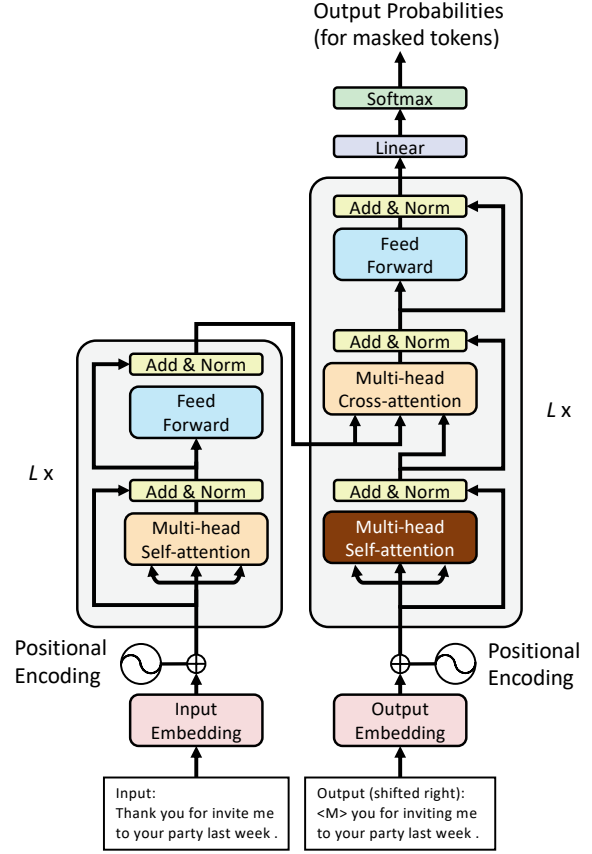 Output Probabilities
(for masked tokens)
Softmax
Linear
Add & Norm
Feed
Forward
Add & Norm
Multi-head
Cross-attention
L x
Add & Norm
Multi-head
Self-attention
Add & Norm
Feed
Forward
L x
Add & Norm
Multi-head
Self-attention
Positional
Encoding
Positional
Encoding
Input
Embedding
Output
Embedding
Input:
Thank you for invite me
to your party last week .
Output (shifted right):
<M> you for inviting me
to your party last week .